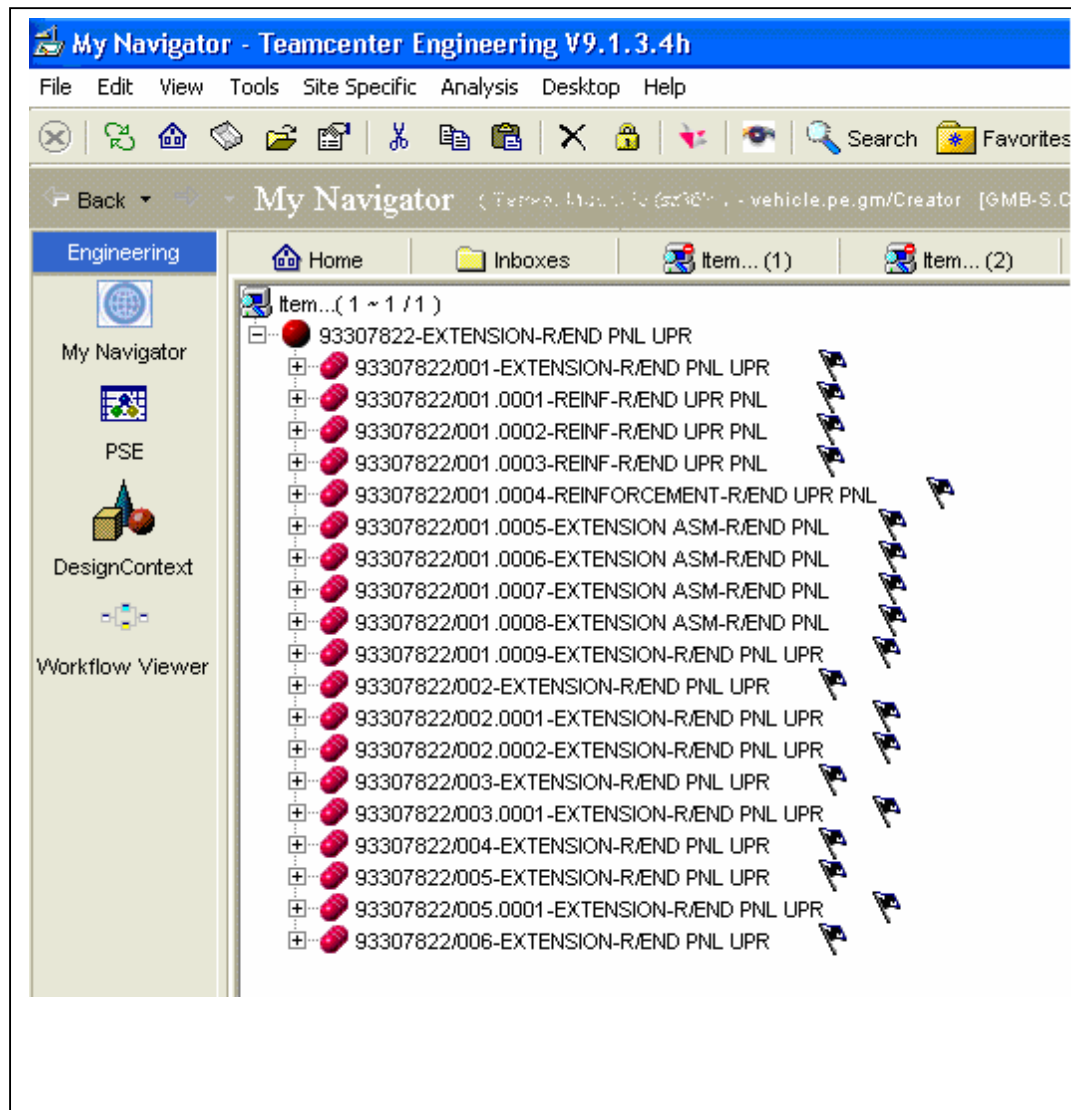 My Navigator - Teamcenter Engineering V9.1.3.4h
File Edit View Tools Site Specific Analysis Desktop Help
Search Favorites
Back My Navigator - vehicle.pe.gm/Creator [GMB-S.C
Engineering
Home Inboxes Item... (1) Item... (2)
My Navigator
PSE
DesignContext
Workflow Viewer
Item...( 1 ~ 1 / 1 )
93307822-EXTENSION-R/END PNL UPR
93307822/001-EXTENSION-R/END PNL UPR
93307822/001.0001-REINF-R/END UPR PNL
93307822/001.0002-REINF-R/END UPR PNL
93307822/001.0003-REINF-R/END UPR PNL
93307822/001.0004-REINFORCEMENT-R/END UPR PNL
93307822/001.0005-EXTENSION ASM-R/END PNL
93307822/001.0006-EXTENSION ASM-R/END PNL
93307822/001.0007-EXTENSION ASM-R/END PNL
93307822/001.0008-EXTENSION ASM-R/END PNL
93307822/001.0009-EXTENSION-R/END PNL UPR
93307822/002-EXTENSION-R/END PNL UPR
93307822/002.0001-EXTENSION-R/END PNL UPR
93307822/002.0002-EXTENSION-R/END PNL UPR
93307822/003-EXTENSION-R/END PNL UPR
93307822/003.0001-EXTENSION-R/END PNL UPR
93307822/004-EXTENSION-R/END PNL UPR
93307822/005-EXTENSION-R/END PNL UPR
93307822/005.0001-EXTENSION-R/END PNL UPR
93307822/006-EXTENSION-R/END PNL UPR